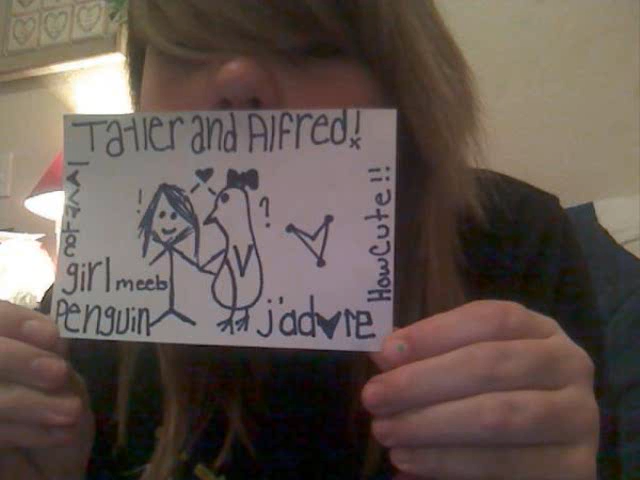 Tatler and Alfred!
girl meeb
Penguin
!
?
j'adore
How Cute!!